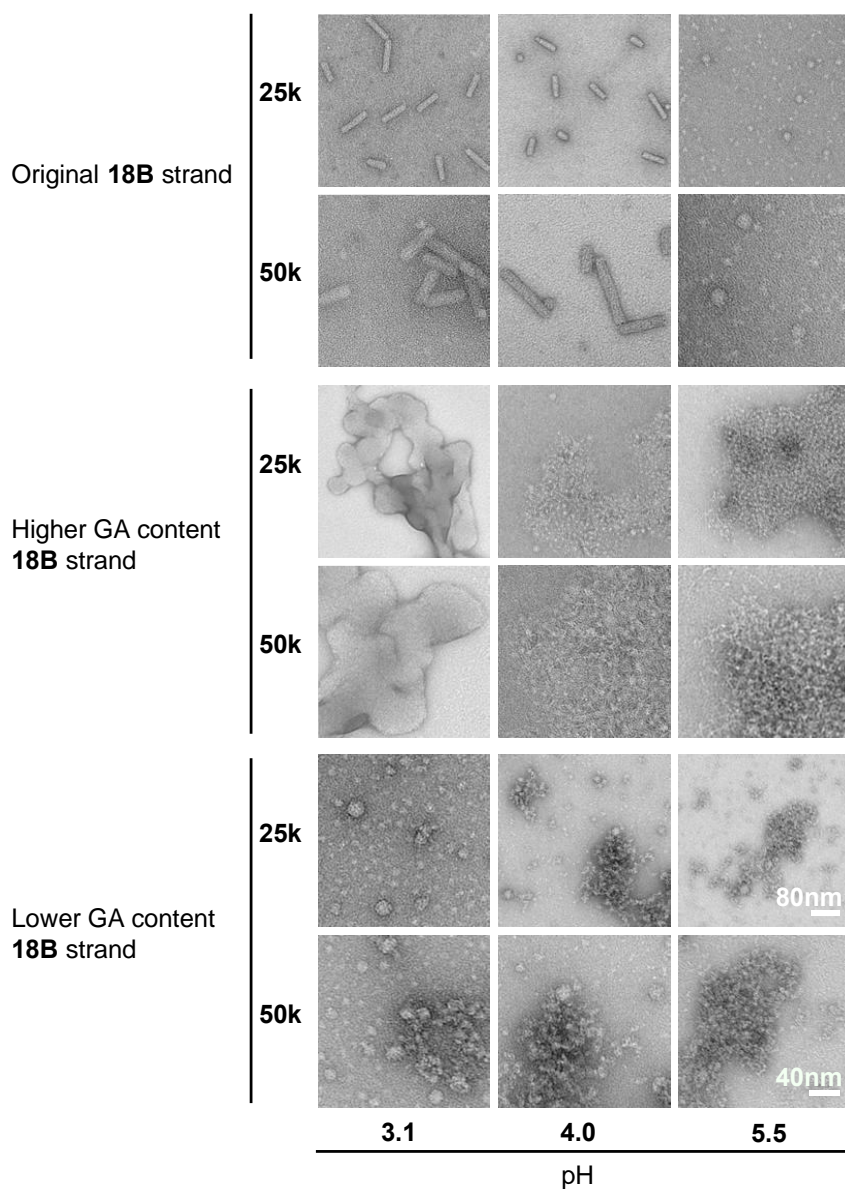 Original 18B strand
25k
50k
Higher GA content
18B strand
25k
50k
Lower GA content
18B strand
25k
80nm
50k
40nm
3.1 4.0 5.5
pH